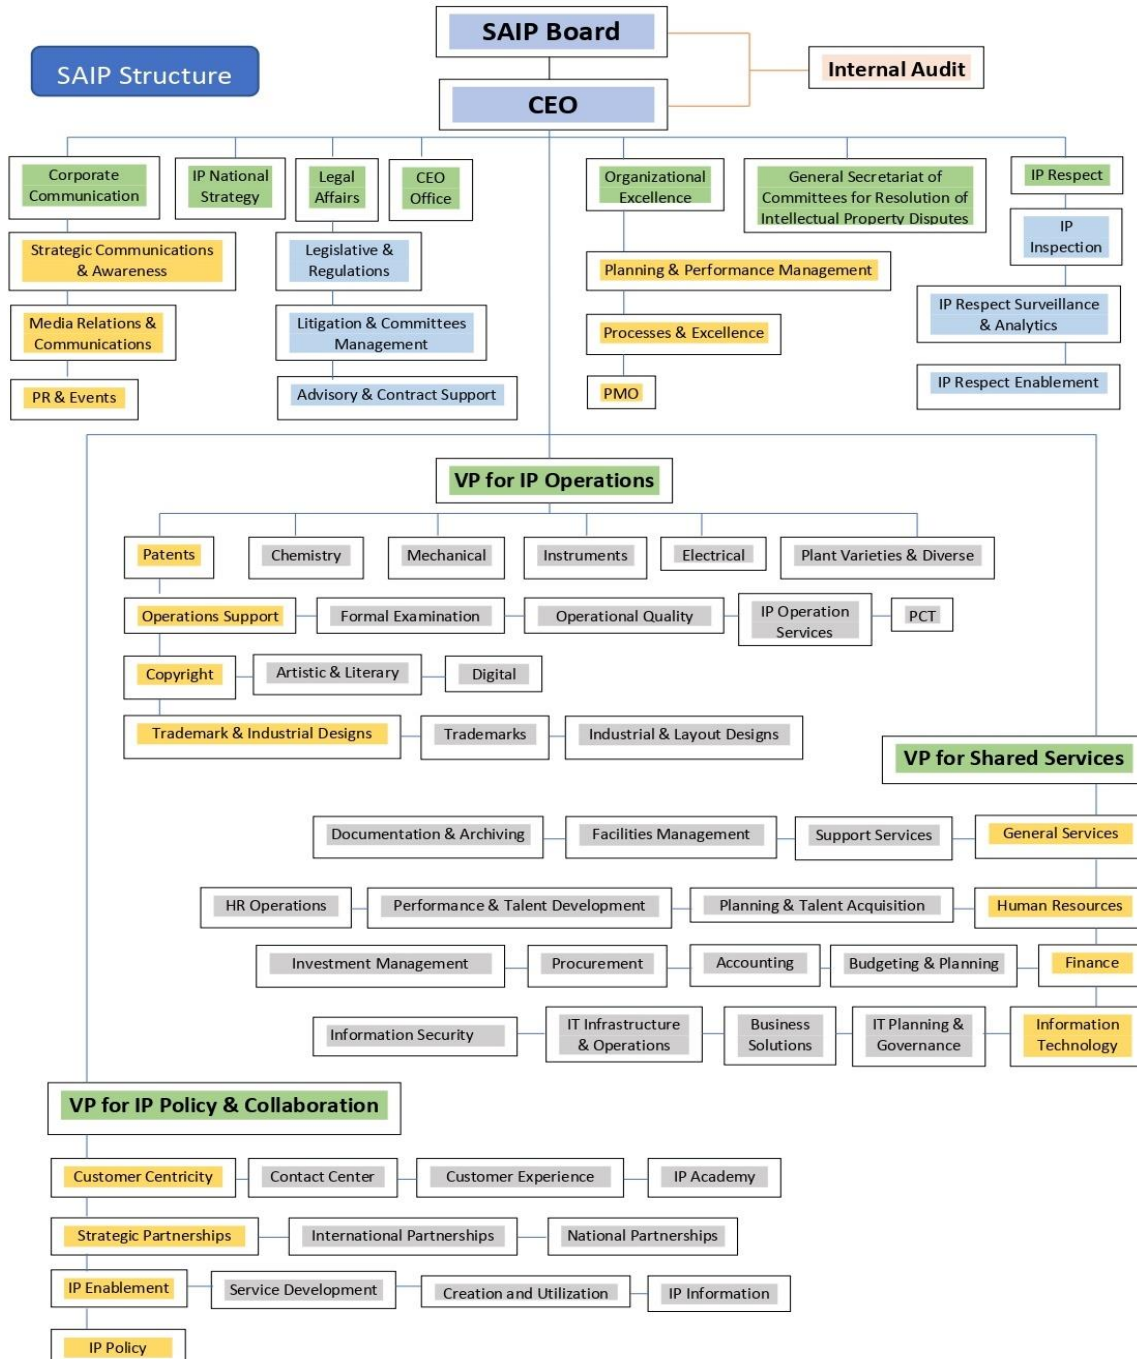 SAIP Structure
SAIP Board
CEO
Internal Audit
Corporate
Communication
IP National
Strategy
Legal
Affairs
CEO
Office
Organizational
Excellence
General Secretariat of
Committees for Resolution of
Intellectual Property Disputes
IP Respect
Strategic Communications
& Awareness
Legislative &
Regulations
Planning & Performance Management
IP
Inspection
Media Relations &
Communications
Litigation & Committees
Management
Processes & Excellence
IP Respect Surveillance
& Analytics
PR & Events
Advisory & Contract Support
PMO
IP Respect Enablement
VP for IP Operations
Patents
Chemistry
Mechanical
Instruments
Electrical
Plant Varieties & Diverse
Operations Support
Formal Examination
Operational Quality
IP Operation
Services
PCT
Copyright
Artistic & Literary
Digital
Trademark & Industrial Designs
Trademarks
Industrial & Layout Designs
VP for Shared Services
Documentation & Archiving
Facilities Management
Support Services
General Services
HR Operations
Performance & Talent Development
Planning & Talent Acquisition
Human Resources
Investment Management
Procurement
Accounting
Budgeting & Planning
Finance
Information Security
IT Infrastructure
& Operations
Business
Solutions
IT Planning &
Governance
Information
Technology
VP for IP Policy & Collaboration
Customer Centricity
Contact Center
Customer Experience
IP Academy
Strategic Partnerships
International Partnerships
National Partnerships
IP Enablement
Service Development
Creation and Utilization
IP Information
IP Policy